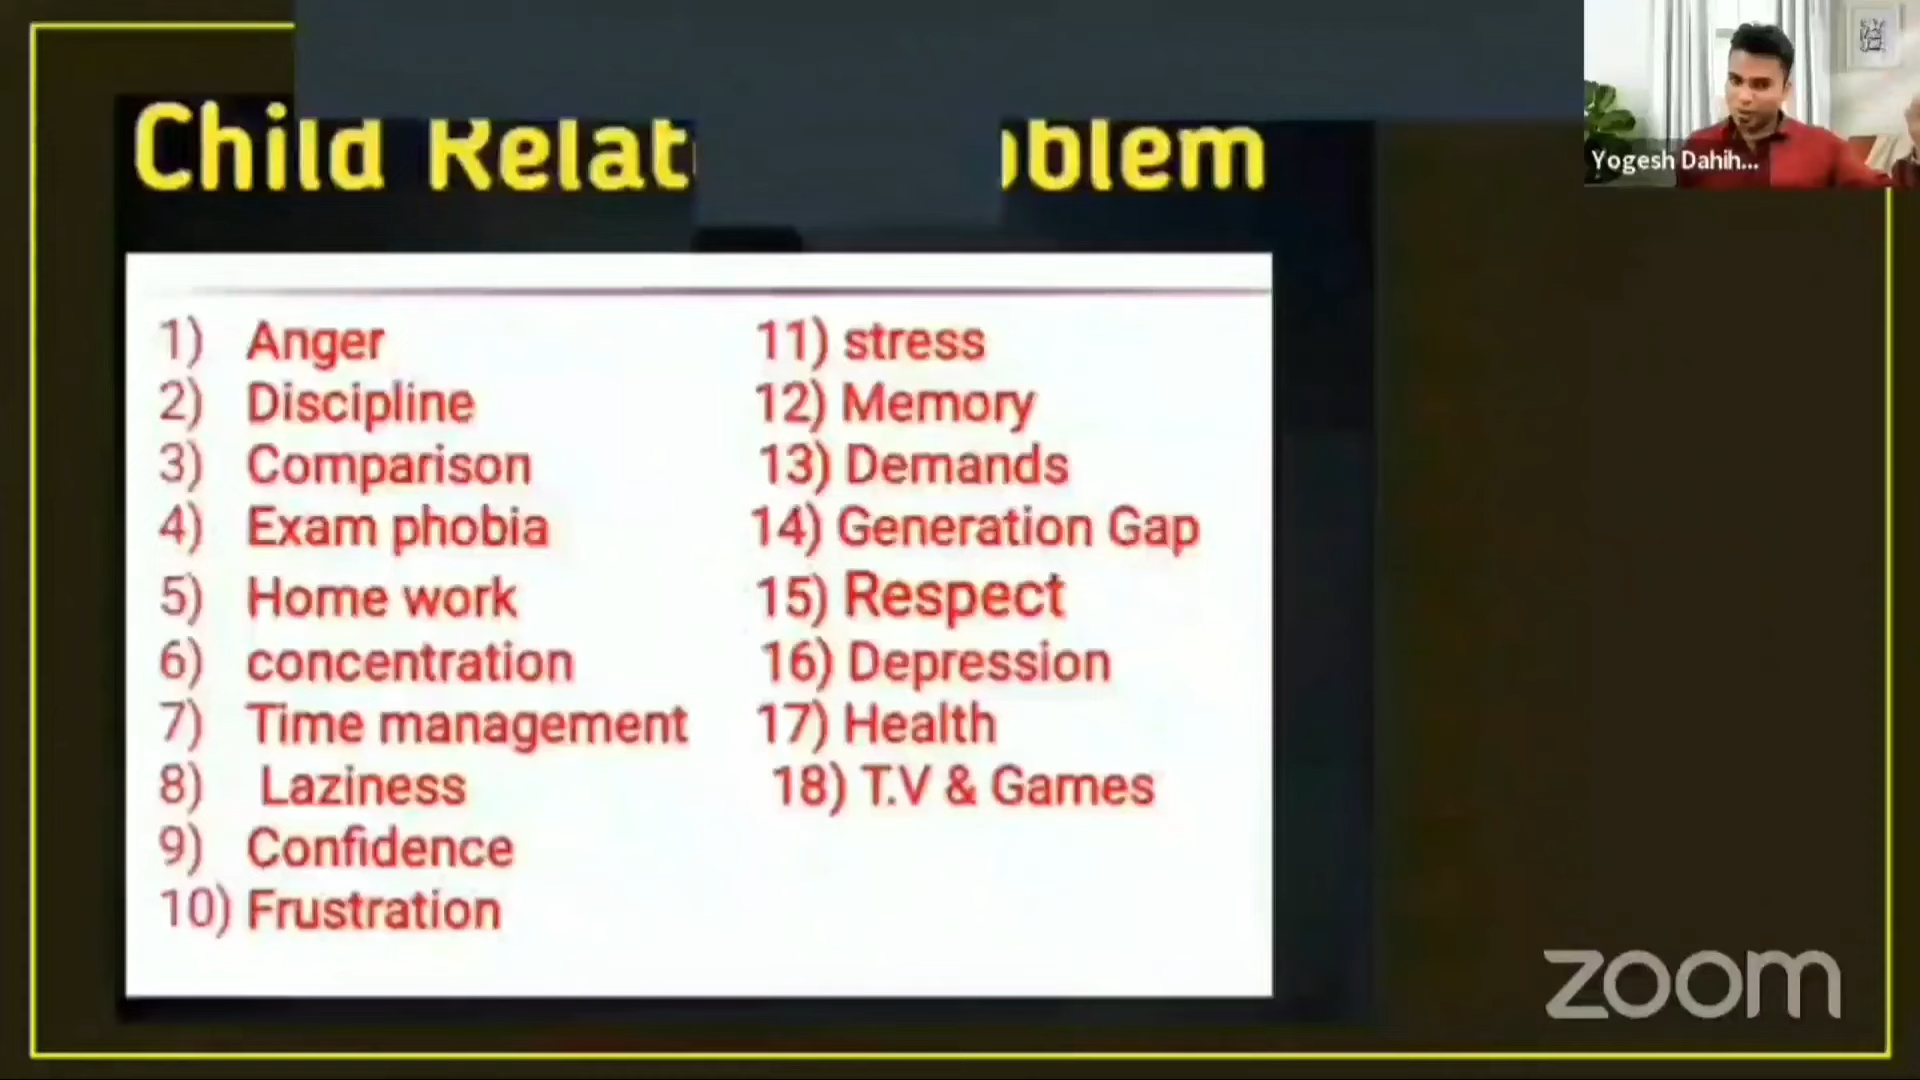 Child Relat
oblem
Yogesh Dahih...
1) Anger
2) Discipline
3) Comparison
4) Exam phobia
5) Home work
6) concentration
7) Time management
8) Laziness
9) Confidence
10) Frustration
11) stress
12) Memory
13) Demands
14) Generation Gap
15) Respect
16) Depression
17) Health
18) T.V & Games
zoom